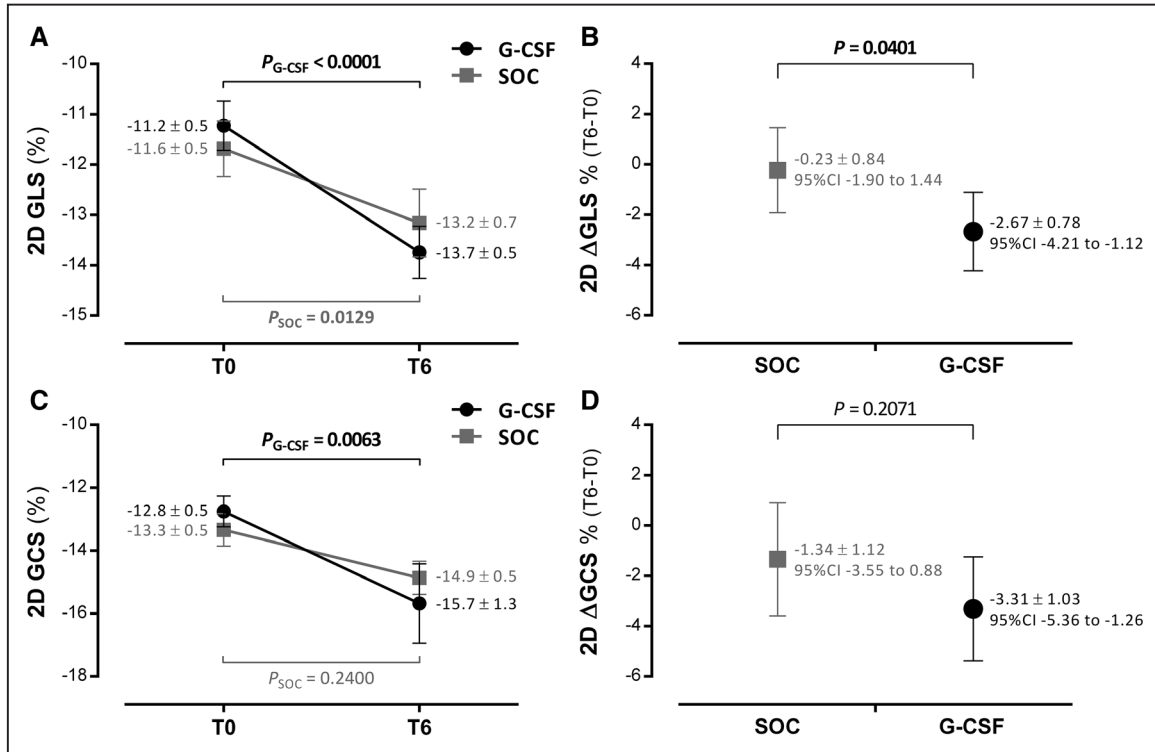 A
G-CSF
SOC
P G-CSF < 0.0001
2D GLS (%)
-10
-11
-12
-13
-14
-15
-11.2 ± 0.5
-11.6 ± 0.5
-13.2 ± 0.7
-13.7 ± 0.5
P SOC = 0.0129
T0
T6
B
P = 0.0401
2D ΔGLS % (T6-T0)
4
2
0
-2
-4
-6
-0.23 ± 0.84
95%CI -1.90 to 1.44
-2.67 ± 0.78
95%CI -4.21 to -1.12
SOC
G-CSF
C
G-CSF
SOC
P G-CSF = 0.0063
2D GCS (%)
-10
-12
-14
-16
-18
-12.8 ± 0.5
-13.3 ± 0.5
-14.9 ± 0.5
-15.7 ± 1.3
P SOC = 0.2400
T0
T6
D
P = 0.2071
2D ΔGCS % (T6-T0)
4
2
0
-2
-4
-6
-1.34 ± 1.12
95%CI -3.55 to 0.88
-3.31 ± 1.03
95%CI -5.36 to -1.26
SOC
G-CSF